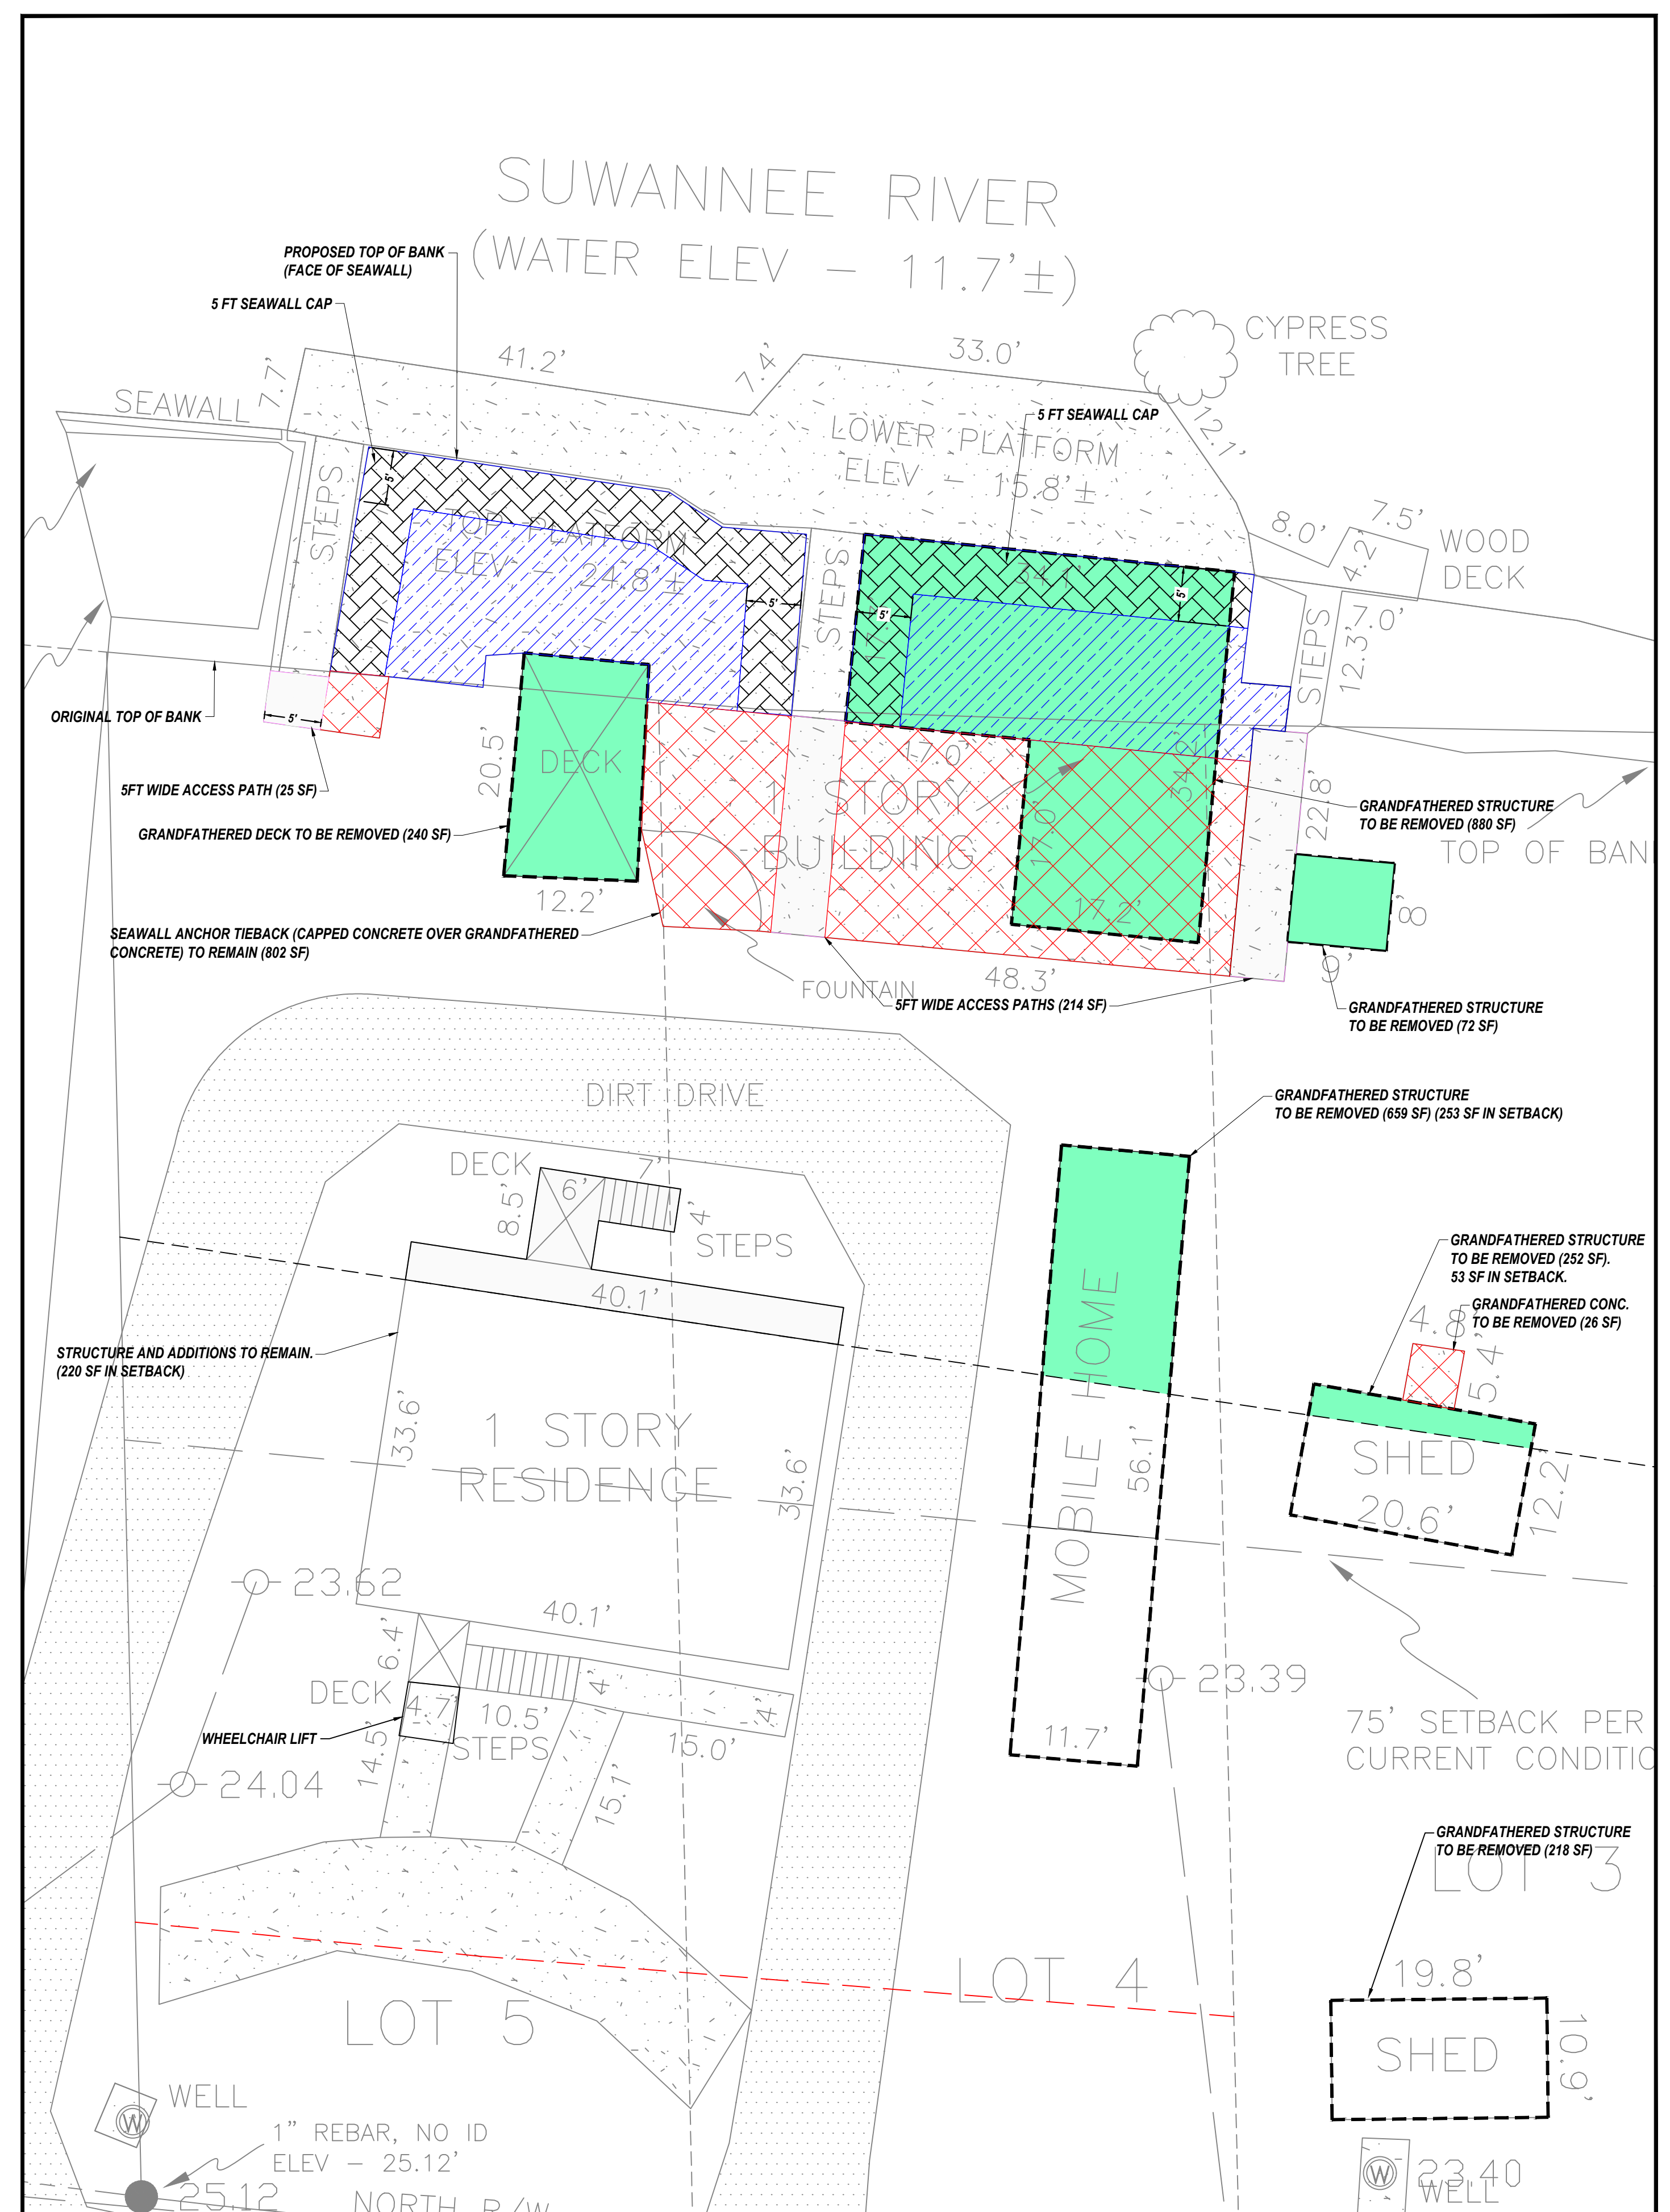 SUWANNEE RIVER
(WATER ELEV - 11.7'±)
PROPOSED TOP OF BANK
(FACE OF SEAWALL)
5 FT SEAWALL CAP
CYPRESS
TREE
41.2'
7.4'
33.0'
7.7'
SEAWALL
12.1'
5 FT SEAWALL CAP
LOWER PLATFORM
ELEV - 15.8'±
STEPS
5'
TOP PLATFORM
ELEV - 24.8'±
8.0'
7.5'
4.2'
WOOD
DECK
34.1'
5'
5'
5'
STEPS
STEPS
7.0'
12.3'
ORIGINAL TOP OF BANK
5'
DECK
20.5'
17.0'
34.2'
1 STORY
BUILDING
17.0'
22.8'
5FT WIDE ACCESS PATH (25 SF)
GRANDFATHERED DECK TO BE REMOVED (240 SF)
GRANDFATHERED STRUCTURE
TO BE REMOVED (880 SF)
TOP OF BAN
12.2'
17.2'
8'
9'
SEAWALL ANCHOR TIEBACK (CAPPED CONCRETE OVER GRANDFATHERED
CONCRETE) TO REMAIN (802 SF)
48.3'
FOUNTAIN
5FT WIDE ACCESS PATHS (214 SF)
GRANDFATHERED STRUCTURE
TO BE REMOVED (72 SF)
DIRT DRIVE
GRANDFATHERED STRUCTURE
TO BE REMOVED (659 SF) (253 SF IN SETBACK)
DECK
7'
6'
8.5'
4'
STEPS
40.1'
GRANDFATHERED STRUCTURE
TO BE REMOVED (252 SF).
53 SF IN SETBACK.
GRANDFATHERED CONC.
TO BE REMOVED (26 SF)
4.8'
5.4'
STRUCTURE AND ADDITIONS TO REMAIN.
(220 SF IN SETBACK)
33.6'
1 STORY
RESIDENCE
33.6'
MOBILE HOME
56.1'
SHED
20.6'
12.2'
23.62
40.1'
6.4'
DECK
4.7'
10.5'
STEPS
4'
4'
15.0'
WHEELCHAIR LIFT
14.5'
15.1'
24.04
23.39
11.7'
75' SETBACK PER
CURRENT CONDITIO
GRANDFATHERED STRUCTURE
TO BE REMOVED (218 SF)
LOT 3
LOT 4
LOT 5
19.8'
SHED
10.9'
WELL
W
1" REBAR, NO ID
ELEV - 25.12'
25.12
NORTH R/W
W
23.40
WELL